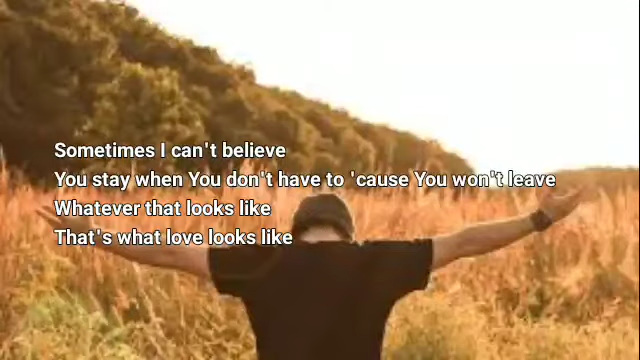 Sometimes I can't believe
You stay when You don't have to 'cause You won't leave
Whatever that looks like
That's what love looks like